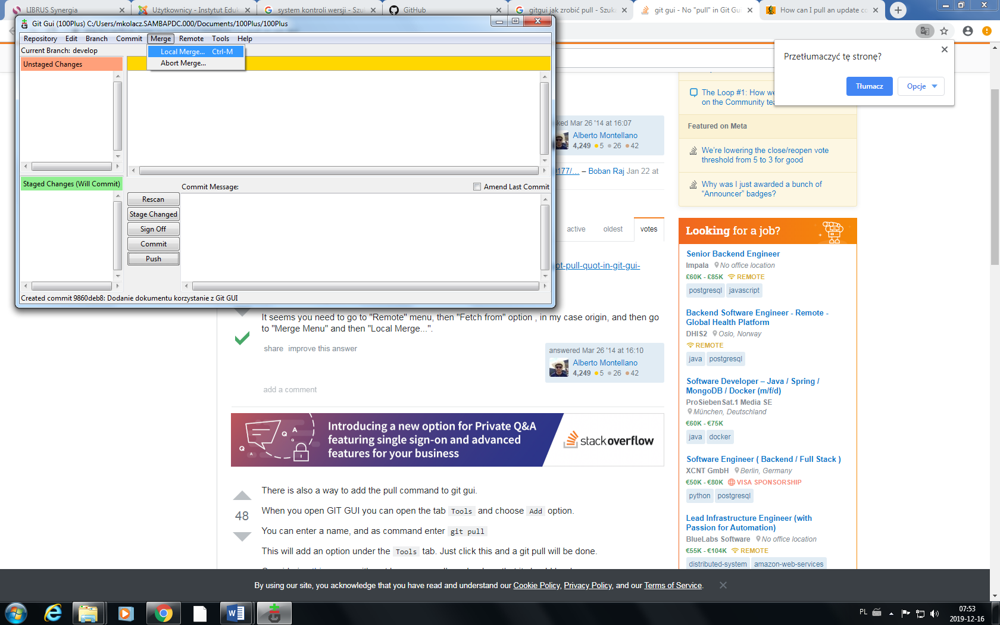 LIBRUS Synergia
Użytkownicy - Instytut Eduk
system kontroli wersji - Szuk
GitHub
gitgui jak zrobić pull - Szuka
git gui - No "pull" in Git Gui
How can I pull an update co
Git Gui (100Plus) C:/Users/mkolacz.SAMBAPDC.000/Documents/100Plus/100Plus
Repository Edit Branch Commit Merge Remote Tools Help
Current Branch: develop
Local Merge... Ctrl-M
Abort Merge...
Unstaged Changes
Staged Changes (Will Commit)
Commit Message:
Amend Last Commit
Rescan
Stage Changed
Sign Off
Commit
Push
Created commit 9860deb8: Dodanie dokumentu korzystanie z Git GUI
Przetłumaczyć tę stronę?
Tłumacz
Opcje
The Loop #1: How we
on the Community tea
Featured on Meta
We're lowering the close/reopen vote
threshold from 5 to 3 for good
Why was I just awarded a bunch of
“Announcer” badges?
ked Mar 26 '14 at 16:07
Alberto Montellano
4,249 5 26 42
177/… – Boban Raj Jan 22 at
active oldest votes
ot-pull-quot-in-git-gui-
It seems you need to go to "Remote" menu, then "Fetch from" option , in my case origin, and then go
to "Merge Menu" and then "Local Merge...".
share improve this answer
answered Mar 26 '14 at 16:10
Alberto Montellano
4,249 5 26 42
add a comment
Introducing a new option for Private Q&A
featuring single sign-on and advanced
features for your business
stackoverflow
48
There is also a way to add the pull command to git gui.
When you open GIT GUI you can open the tab Tools and choose Add option.
You can enter a name, and as command enter git pull
This will add an option under the Tools tab. Just click this and a git pull will be done.
Looking for a job?
Senior Backend Engineer
Impala No office location
£60K - £85K REMOTE
postgresql javascript
Backend Software Engineer - Remote -
Global Health Platform
DHIS2 Oslo, Norway
REMOTE
java postgresql
Software Developer – Java / Spring /
MongoDB / Docker (m/f/d)
ProSiebenSat.1 Media SE
München, Deutschland
€60K - €75K
java docker
Software Engineer ( Backend / Full Stack )
XCNT GmbH Berlin, Germany
€50K - €80K VISA SPONSORSHIP
python postgresql
Lead Infrastructure Engineer (with
Passion for Automation)
BlueLabs Software No office location
€55K - €104K REMOTE
distributed-system amazon-web-services
By using our site, you acknowledge that you have read and understand our Cookie Policy, Privacy Policy, and our Terms of Service.
PL
07:53
2019-12-16